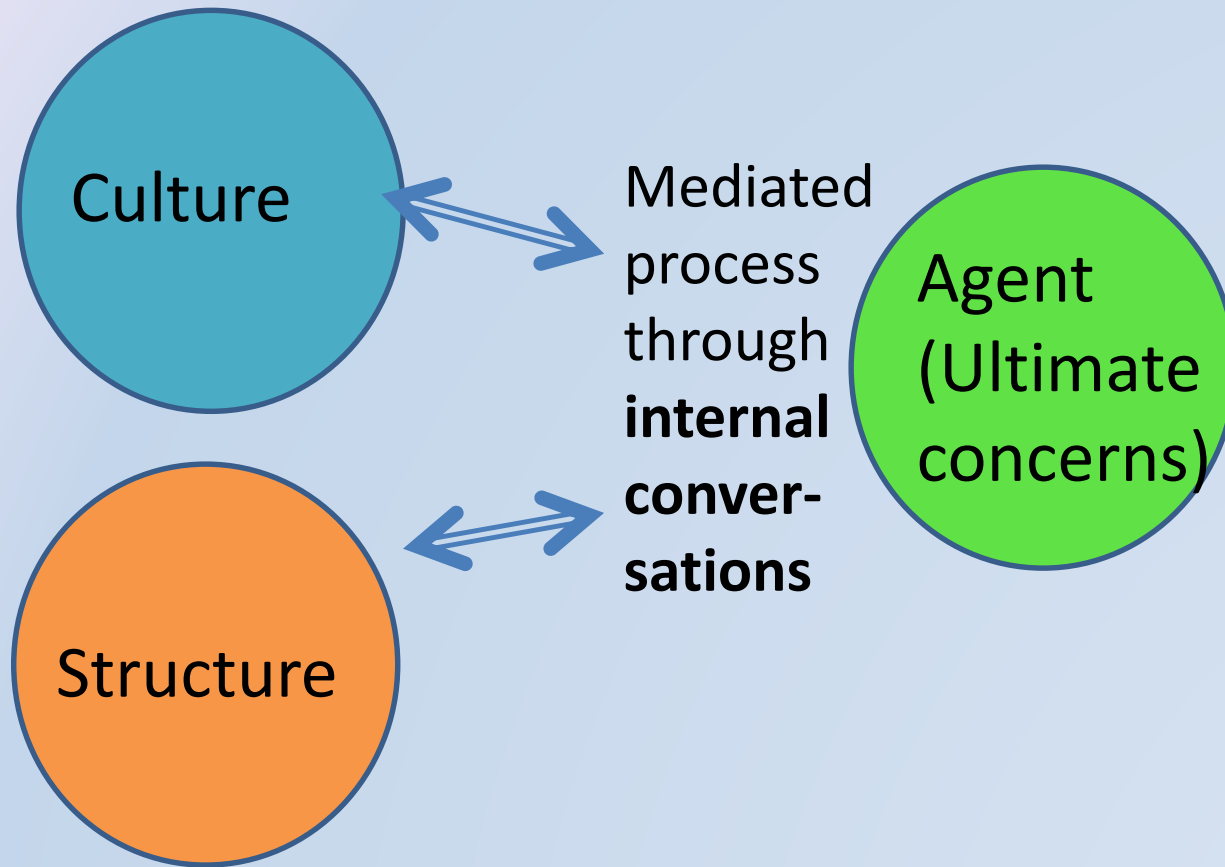 Culture
Mediated
process
through
internal
conver-
sations
Agent
(Ultimate
concerns)
Structure